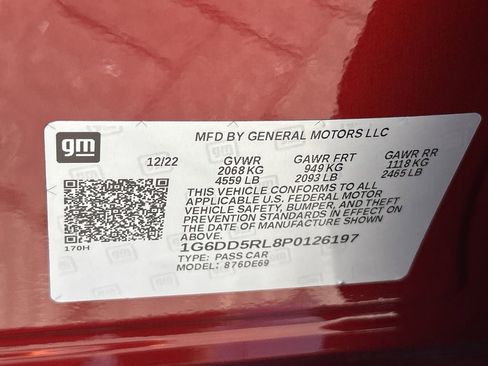 gm
MFD BY GENERAL MOTORS LLC
12/22 GVWR GAWR FRT GAWR RR
2068 KG 949 KG 1118 KG
4559 LB 2093 LB 2465 LB
THIS VEHICLE CONFORMS TO ALL
APPLICABLE U.S. FEDERAL MOTOR
VEHICLE SAFETY, BUMPER, AND THEFT
PREVENTION STANDARDS IN EFFECT ON
THE DATE OF MANUFACTURE SHOWN
ABOVE.
170H
1G6DD5RL8P0126197
TYPE: PASS CAR
MODEL: 876DE69